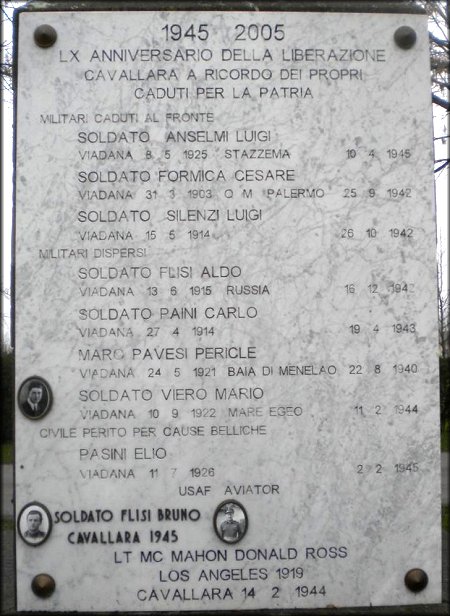 1945 2005
LX ANNIVERSARIO DELLA LIBERAZIONE
CAVALLARA A RICORDO DEI PROPRI
CADUTI PER LA PATRIA
MILITARI CADUTI AL FRONTE
SOLDATO ANSELMI LUIGI
VIADANA 8 5 1925 STAZZEMA 10 4 1945
SOLDATO FORMICA CESARE
VIADANA 31 3 1903 O M PALERMO 25 9 1942
SOLDATO SILENZI LUIGI
VIADANA 15 5 1914 26 10 1942
MILITARI DISPERSI
SOLDATO FLISI ALDO
VIADANA 13 6 1915 RUSSIA 16 12 1942
SOLDATO PAINI CARLO
VIADANA 27 4 1914 19 4 1943
MARO PAVESI PERICLE
VIADANA 24 5 1921 BAIA DI MENELAO 22 8 1940
SOLDATO VIERO MARIO
VIADANA 10 9 1922 MARE EGEO 11 2 1944
CIVILE PERITO PER CAUSE BELLICHE
PASINI ELIO
VIADANA 11 7 1926 2 2 1945
USAF AVIATOR
SOLDATO FLISI BRUNO
CAVALLARA 1945
LT MC MAHON DONALD ROSS
LOS ANGELES 1919
CAVALLARA 14 2 1944